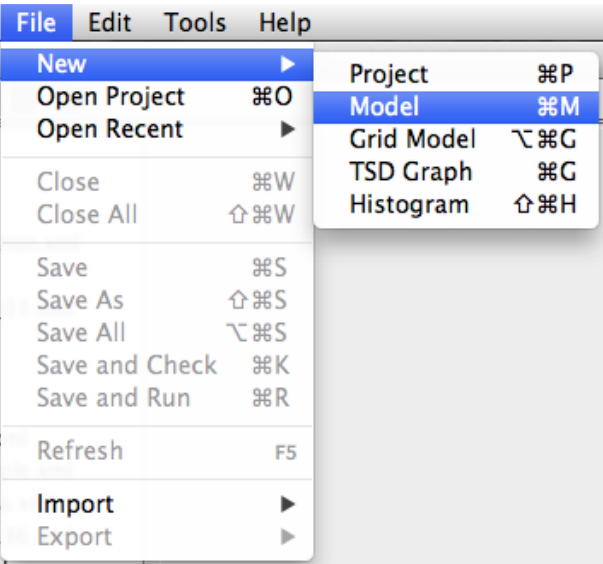 File Edit Tools Help
New ▶
Open Project ⌘O
Open Recent ▶
Close ⌘W
Close All ⇧⌘W
Save ⌘S
Save As ⇧⌘S
Save All ⌥⌘S
Save and Check ⌘K
Save and Run ⌘R
Refresh F5
Import ▶
Export ▶
Project ⌘P
Model ⌘M
Grid Model ⌥⌘G
TSD Graph ⌘G
Histogram ⇧⌘H